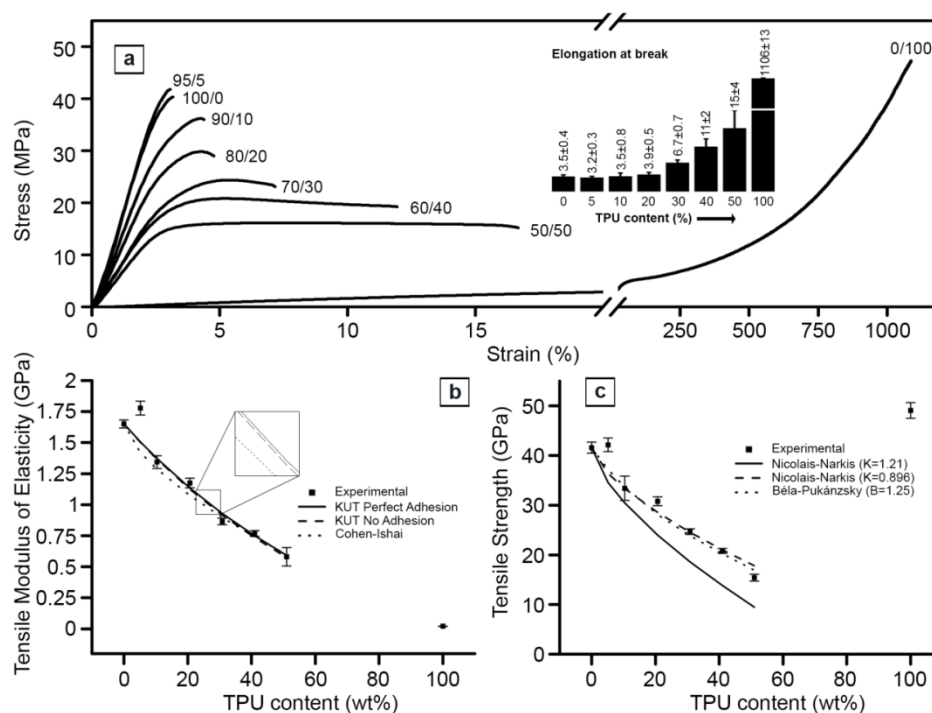 a
Stress (MPa)
50
40
30
20
10
0
95/5
100/0
90/10
80/20
70/30
60/40
50/50
0/100
Elongation at break
3.5±0.4
3.2±0.3
3.5±0.8
3.9±0.5
6.7±0.7
11±2
15±4
1106±13
0 5 10 20 30 40 50 100
TPU content (%)
0 5 10 15 250 500 750 1000
Strain (%)
b
Tensile Modulus of Elasticity (GPa)
2
1.75
1.5
1.25
1
0.75
0.5
0.25
0
Experimental
KUT Perfect Adhesion
KUT No Adhesion
Cohen-Ishai
0 20 40 60 80 100
TPU content (wt%)
c
Tensile Strength (GPa)
50
40
30
20
10
0
Experimental
Nicolais-Narkis (K=1.21)
Nicolais-Narkis (K=0.896)
Béla-Pukánzsky (B=1.25)
0 20 40 60 80 100
TPU content (wt%)